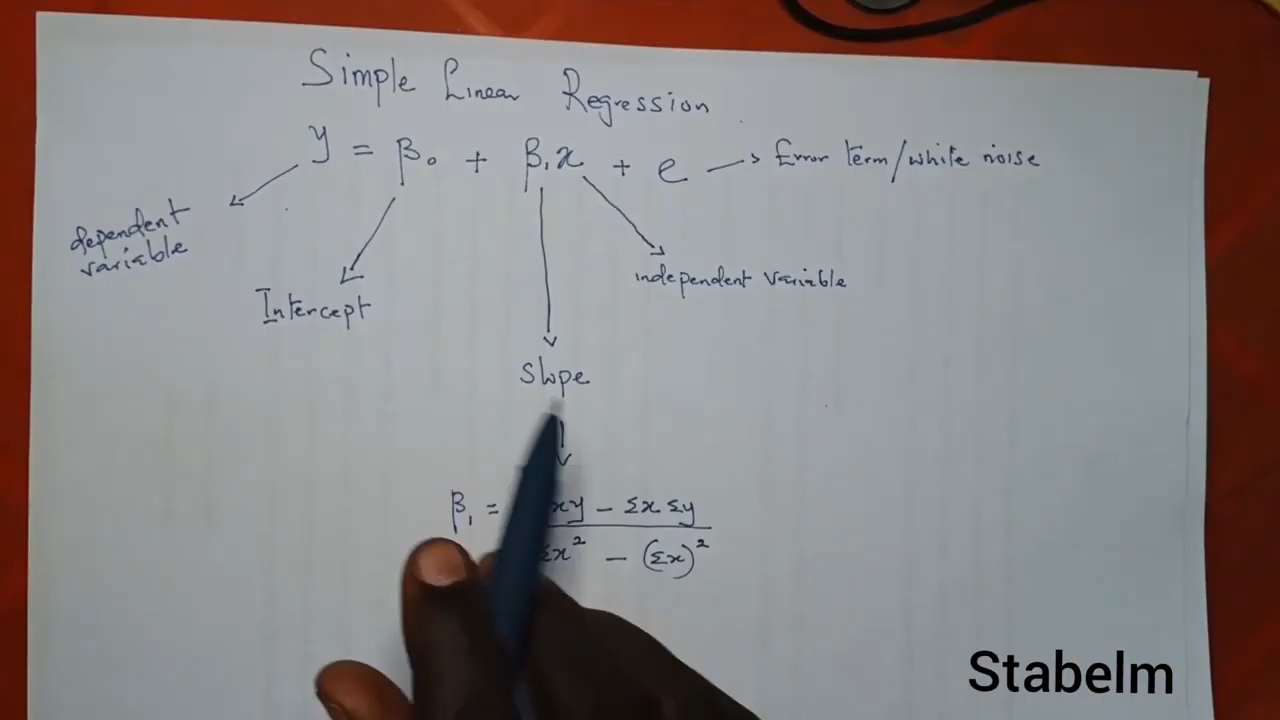 Simple Linear Regression
y = β₀ + β₁x + e → Error term/white noise
dependent variable
independent variable
Intercept
Slope
β₁ = xy − Σx Σy
Σx² − (Σx)²
Stabelm